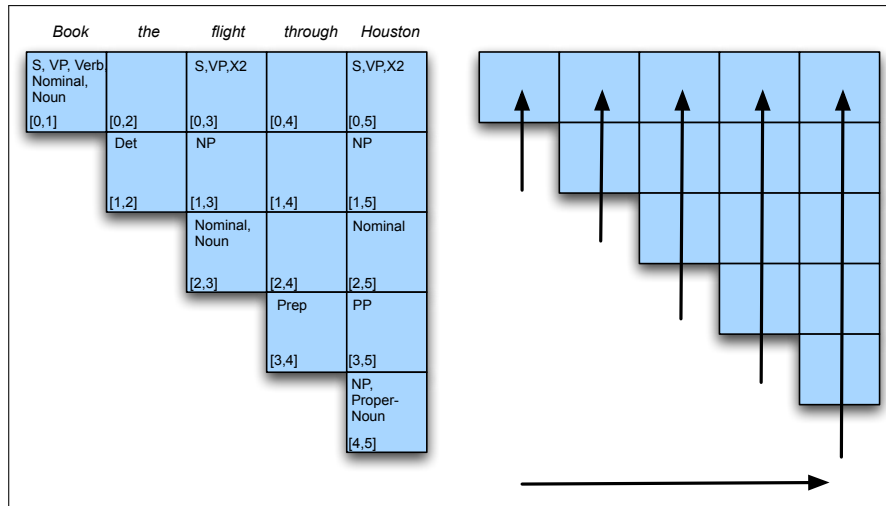 Book the flight through Houston
S, VP, Verb, S,VP,X2 S,VP,X2
Nominal,
Noun
[0,1] [0,2] [0,3] [0,4] [0,5]
Det NP NP
[1,2] [1,3] [1,4] [1,5]
Nominal, Nominal
Noun
[2,3] [2,4] [2,5]
Prep PP
[3,4] [3,5]
NP,
Proper-
Noun
[4,5]